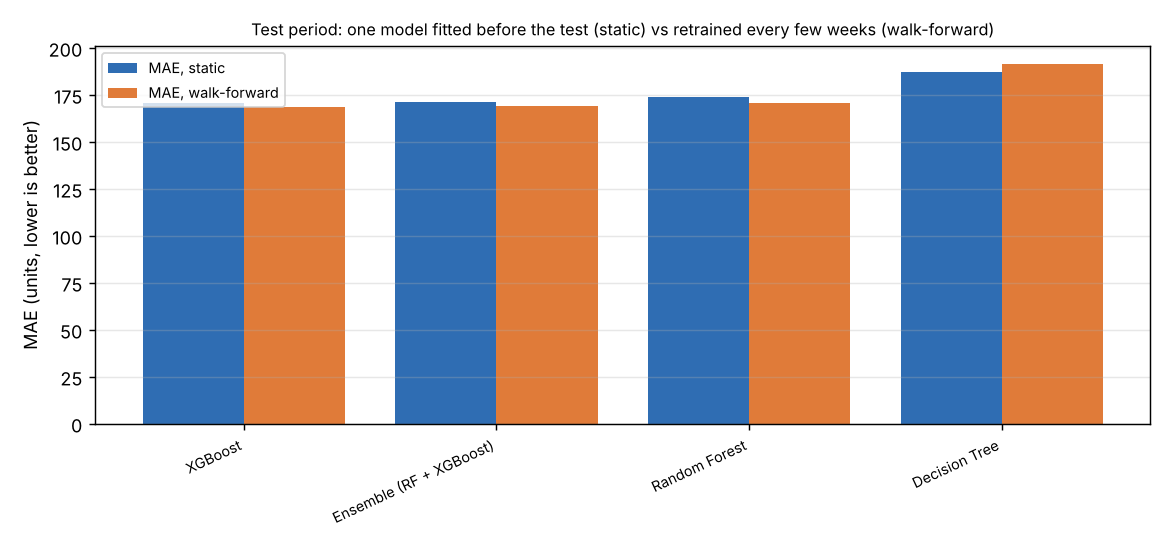 Test period: one model fitted before the test (static) vs retrained every few weeks (walk-forward)
MAE, static
MAE, walk-forward
MAE (units, lower is better)
200
175
150
125
100
75
50
25
0
XGBoost
Ensemble (RF + XGBoost)
Random Forest
Decision Tree